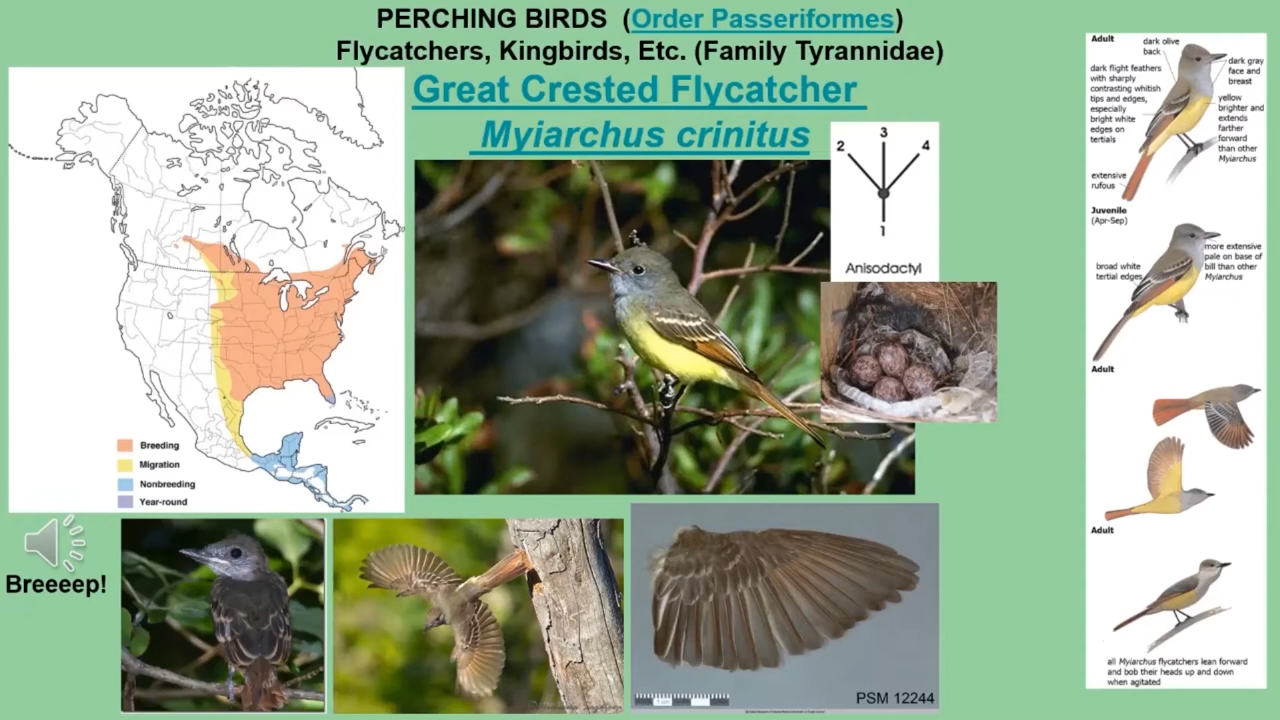 PERCHING BIRDS (Order Passeriformes)
Flycatchers, Kingbirds, Etc. (Family Tyrannidae)
Great Crested Flycatcher
Myiarchus crinitus
Breeding
Migration
Nonbreeding
Year-round
3
2
4
1
Anisodactyl
Breeeep!
PSM 12244
Adult
dark olive
back
dark flight feathers
with sharply
contrasting whitish
tips and edges,
especially
bright white
edges on
tertials
dark gray
face and
breast
yellow
brighter and
extends
farther
forward
than other
Myiarchus
extensive
rufous
Juvenile
(Apr-Sep)
broad white
tertial edges
more extensive
pale on base of
bill than other
Myiarchus
Adult
Adult
all Myiarchus flycatchers lean forward
and bob their heads up and down
when agitated